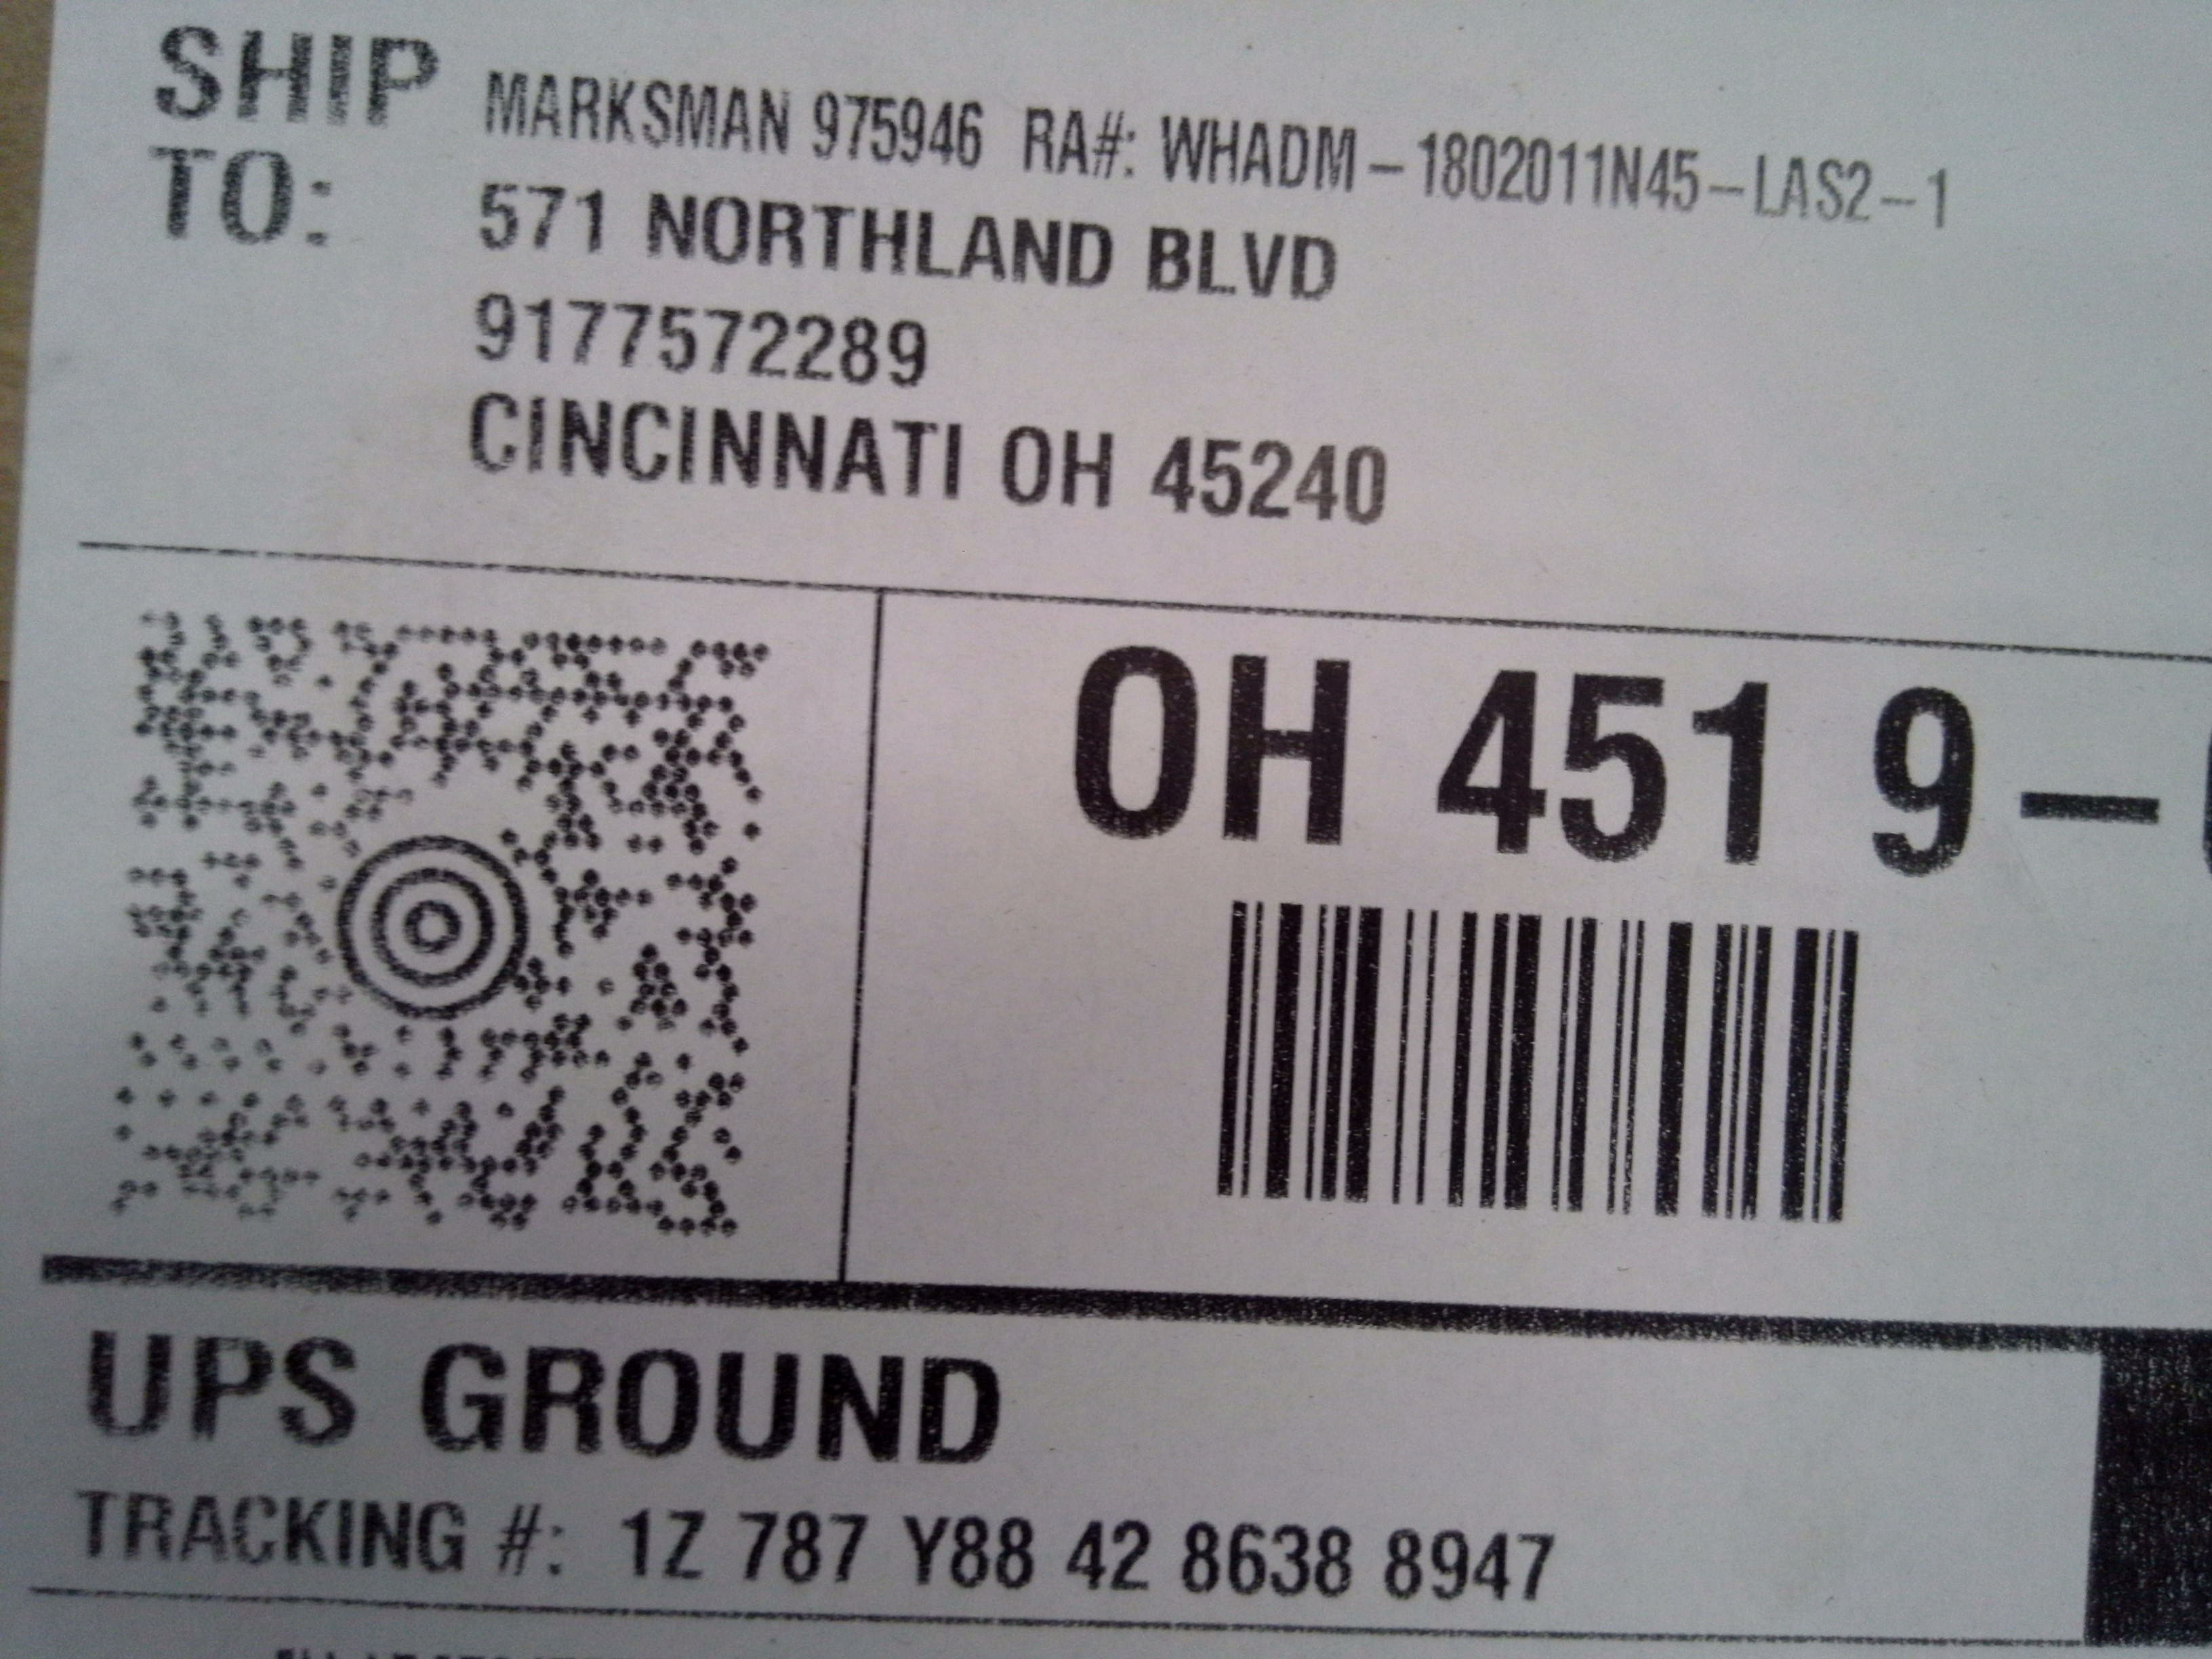 SHIP TO:
MARKSMAN 975946 RA#: WHADM-1802011N45-LAS2--1
571 NORTHLAND BLVD
9177572289
CINCINNATI OH 45240
OH 451 9-
UPS GROUND
TRACKING #: 1Z 787 Y88 42 8638 8947